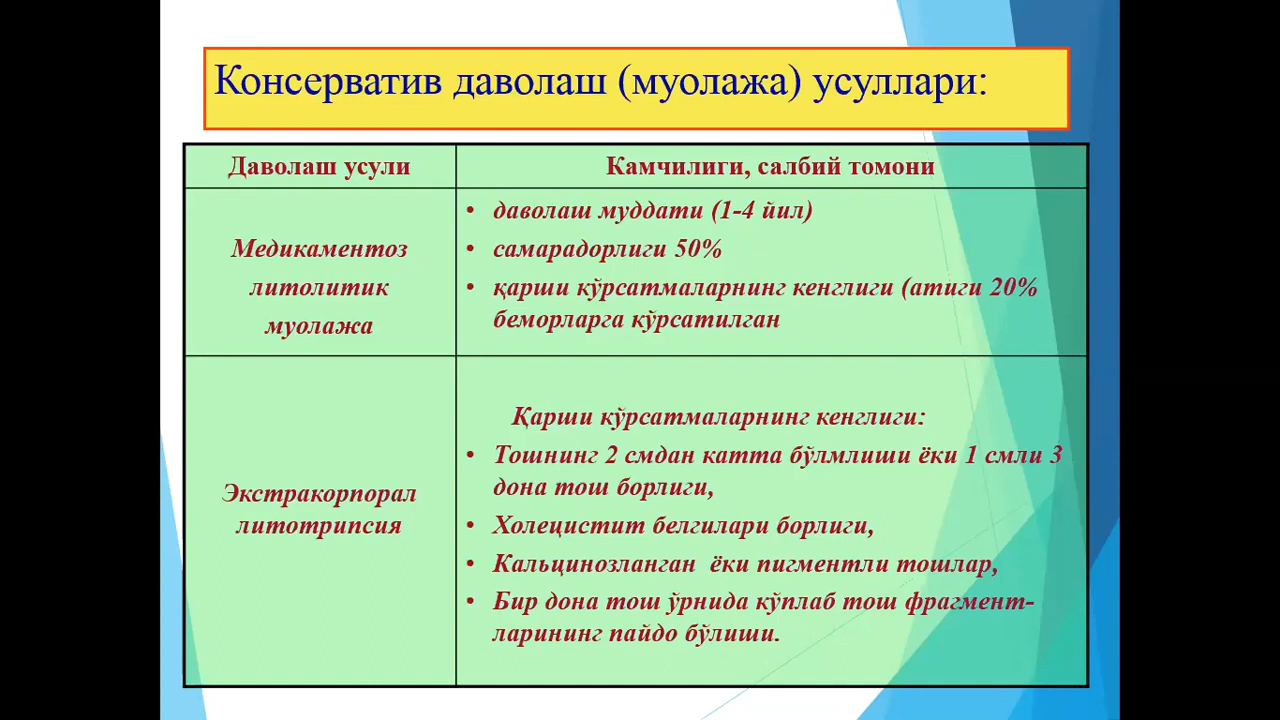 Консерватив даволаш (муолажа) усуллари:
Даволаш усули
Камчилиги, салбий томони
Медикаментоз
литолитик
муолажа
• даволаш муддати (1-4 йил)
• самарадорлиги 50%
• қарши кўрсатмаларнинг кенглиги (атиги 20%
беморларга кўрсатилган
Экстракорпорал
литотрипсия
Қарши кўрсатмаларнинг кенглиги:
• Тошнинг 2 смдан катта бўлмлиши ёки 1 смли 3
дона тош борлиги,
• Холецистит белгилари борлиги,
• Кальцинозланган ёки пигментли тошлар,
• Бир дона тош ўрнида кўплаб тош фрагмент-
ларининг пайдо бўлиши.